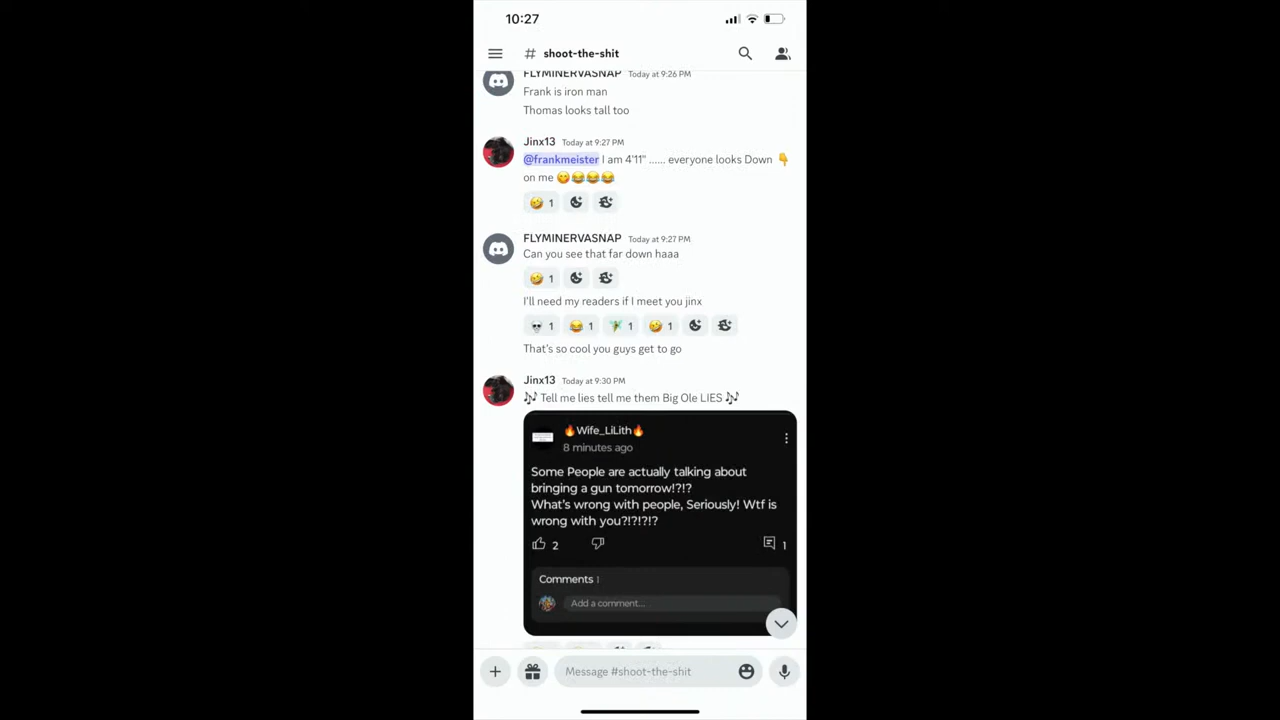 10:27
# shoot-the-shit
FLYMINERVASNAP Today at 9:26 PM
Frank is iron man
Thomas looks tall too
Jinx13 Today at 9:27 PM
@frankmeister I am 4'11" ...... everyone looks Down 👇
on me 😋😂😂😂
🤣 1
FLYMINERVASNAP Today at 9:27 PM
Can you see that far down haaa
🤣 1
I'll need my readers if I meet you jinx
💀 1 😂 1 🧚 1 🤣 1
That's so cool you guys get to go
Jinx13 Today at 9:30 PM
🎶 Tell me lies tell me them Big Ole LIES 🎶
🔥Wife_LiLith🔥
8 minutes ago
Some People are actually talking about
bringing a gun tomorrow!?!?
What's wrong with people, Seriously! Wtf is
wrong with you?!?!?!?
2 1
Comments 1
Add a comment...
Message #shoot-the-shit